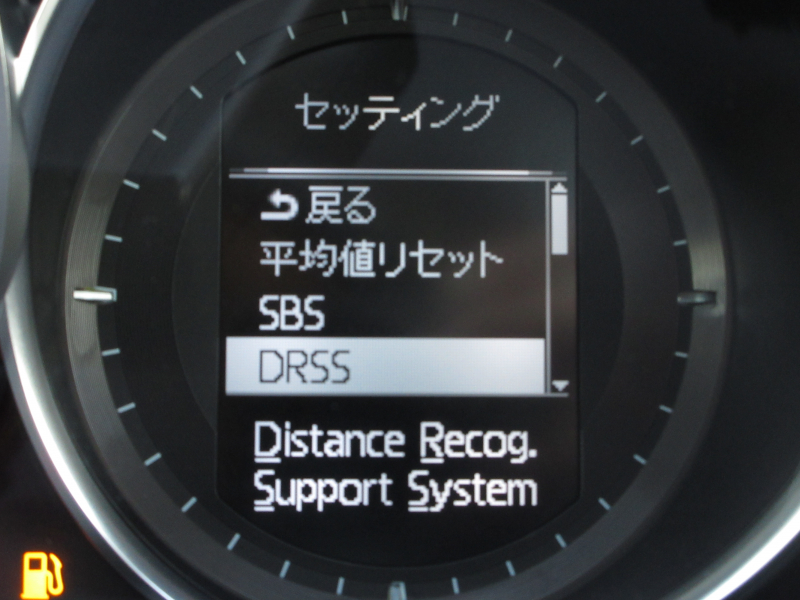 セッティング
戻る
平均値リセット
SBS
DRSS
Distance Recog.
Support System